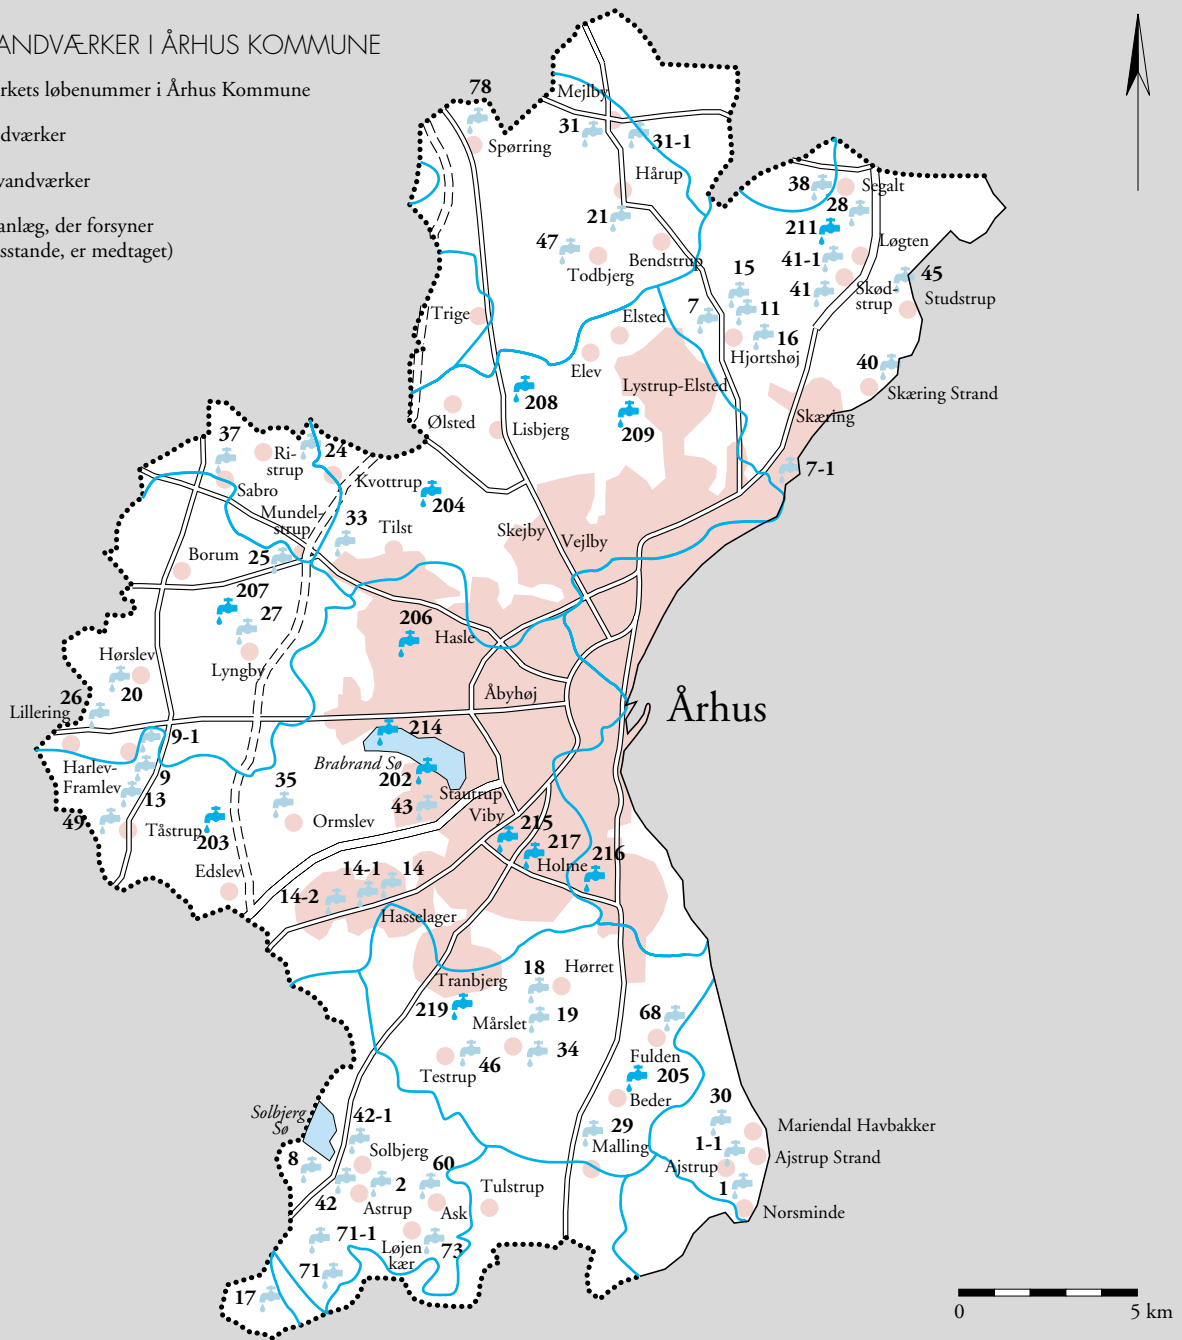 ANDVÆRKER I ÅRHUS KOMMUNE
rkets løbenummer i Århus Kommune
dværker
vandværker
anlæg, der forsyner
sstande, er medtaget)
78
Mejlby
31
31-1
Spørring
Hårup
38
Segalt
28
21
211
Løgten
47
Bendstrup
41-1
Todbjerg
15
45
41
Skød-
strup
Studstrup
Trige
Elsted
7
11
16
Hjortshøj
Elev
40
Lystrup-Elsted
Skæring Strand
208
Ølsted
Lisbjerg
209
Skæring
37
24
Ri-
strup
7-1
Kvottrup
Sabro
204
Mundel-
strup
33
Tilst
Skejby
Vejlby
Borum
25
207
27
206
Hasle
Hørslev
Lyngby
20
26
Åbyhøj
Lillering
Århus
9-1
214
Brabrand Sø
Harlev-
Framlev
9
202
35
13
Stautrup
43
Viby
49
Tåstrup
Ormslev
215
203
217
Holme
216
Edslev
14-1
14
14-2
Hasselager
18
Hørret
Tranbjerg
219
Mårslet
19
68
34
Fulden
46
Testrup
205
Beder
Solbjerg
Sø
42-1
30
29
Mariendal Havbakker
Malling
1-1
Solbjerg
8
60
Ajstrup
Ajstrup Strand
42
2
Tulstrup
1
Astrup
Ask
Norsminde
71-1
Løjen
kær
73
71
17
0
5 km